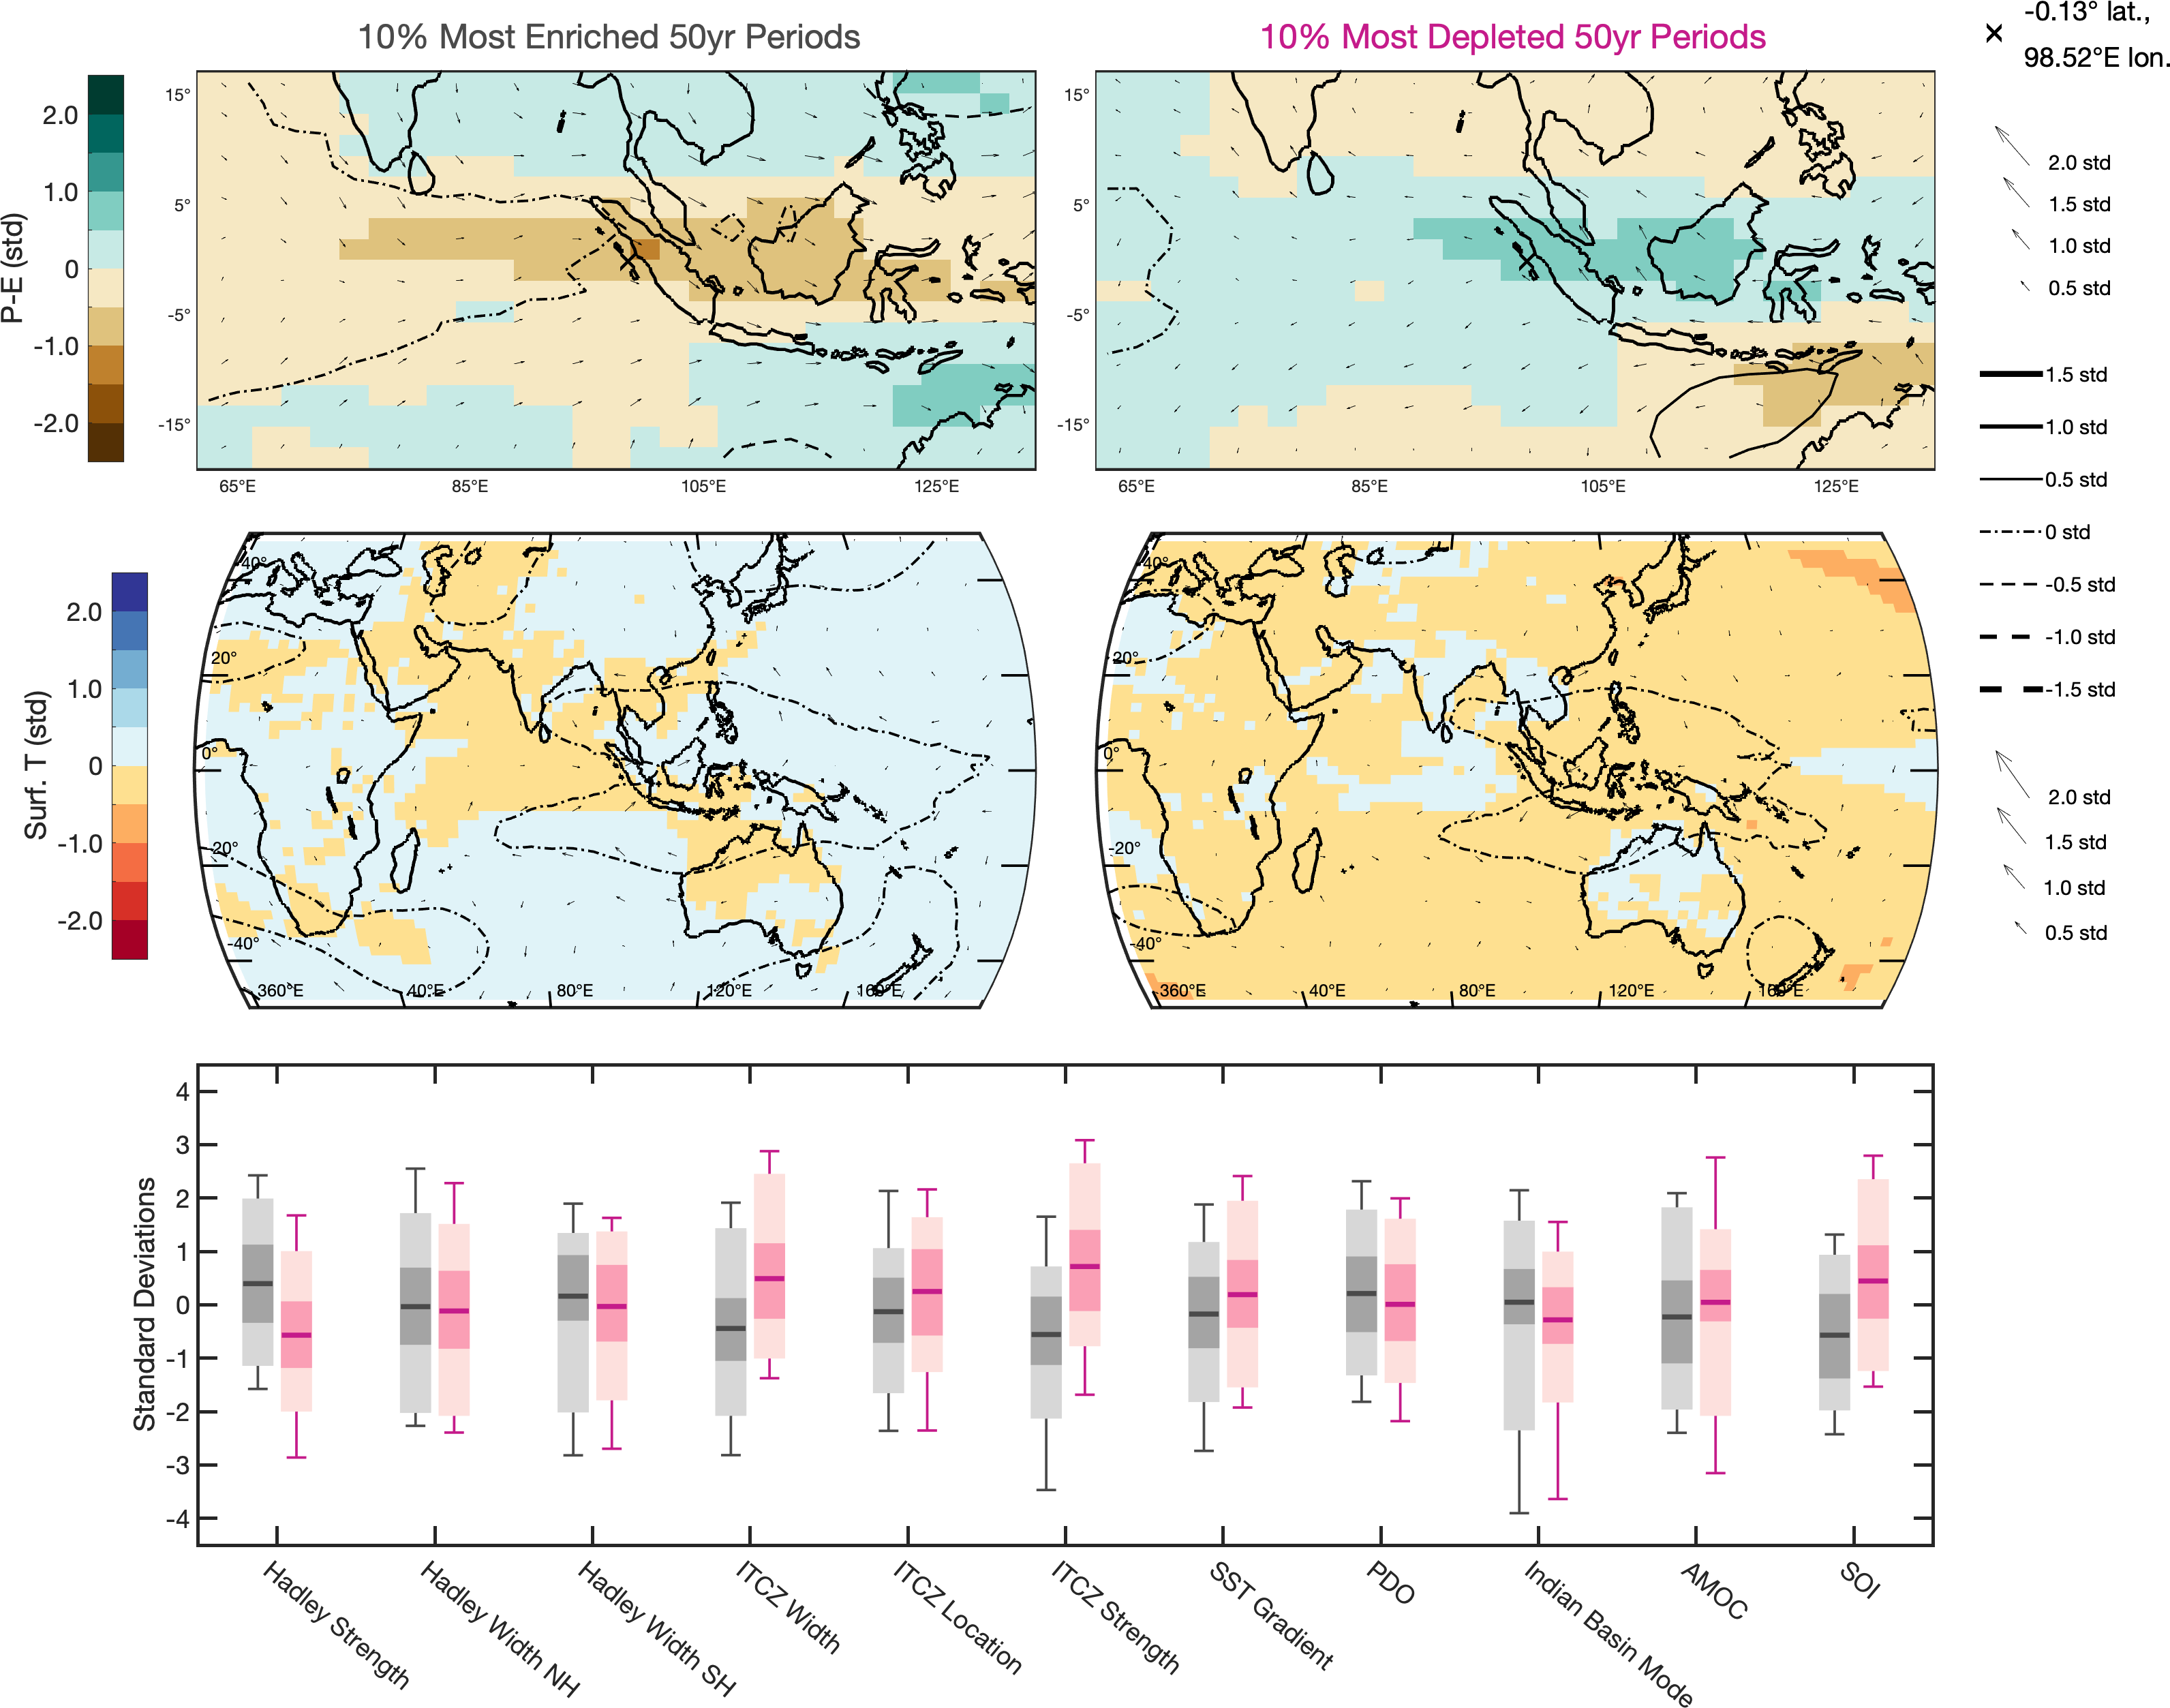 10% Most Enriched 50yr Periods
10% Most Depleted 50yr Periods
-0.13° lat.,
98.52°E lon.
P-E (std)
2.0
1.0
0
-1.0
-2.0
15°
5°
-5°
-15°
65°E
85°E
105°E
125°E
15°
5°
-5°
-15°
65°E
85°E
105°E
125°E
2.0 std
1.5 std
1.0 std
0.5 std
1.5 std
1.0 std
0.5 std
0 std
-0.5 std
-1.0 std
-1.5 std
Surf. T (std)
2.0
1.0
0
-1.0
-2.0
40°
20°
0°
-20°
-40°
360°E
40°E
80°E
120°E
160°E
40°
20°
0°
-20°
-40°
360°E
40°E
80°E
120°E
160°E
2.0 std
1.5 std
1.0 std
0.5 std
Standard Deviations
4
3
2
1
0
-1
-2
-3
-4
Hadley Strength
Hadley Width NH
Hadley Width SH
ITCZ Width
ITCZ Location
ITCZ Strength
SST Gradient
PDO
Indian Basin Mode
AMOC
SOI